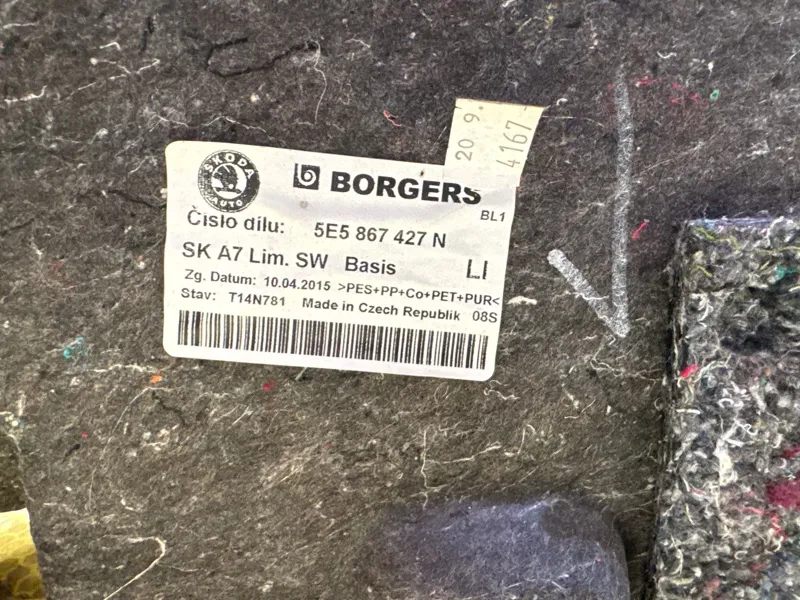 20. 9.
4167
ŠKODA
AUTO
BORGERS
BL1
Číslo dílu: 5E5 867 427 N
SK A7 Lim. SW Basis LI
Zg. Datum: 10.04.2015 >PES+PP+Co+PET+PUR<
Stav: T14N781 Made in Czech Republik 08S